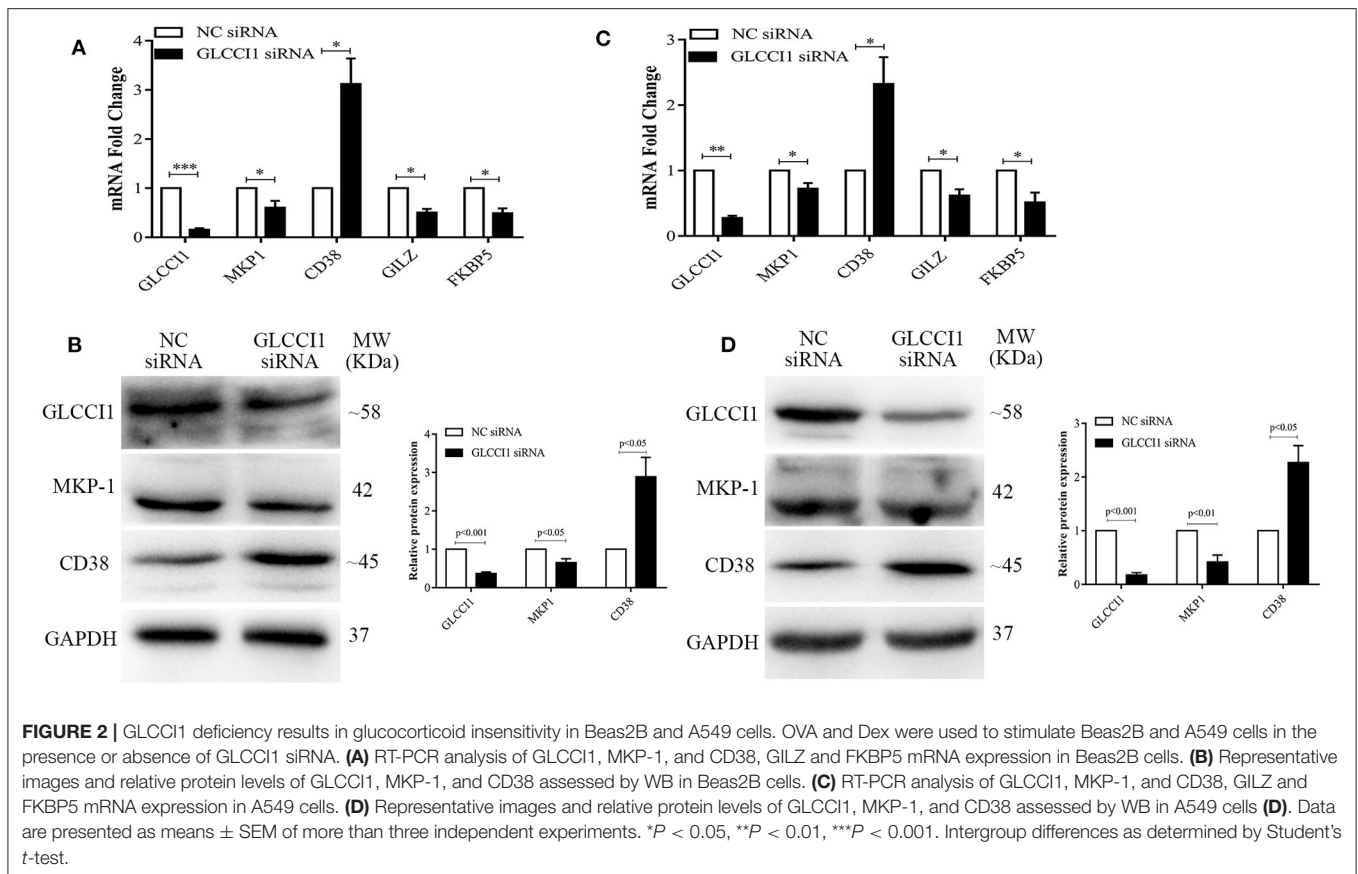 A
NC siRNA
GLCCI1 siRNA
mRNA Fold Change
4
3
2
1
0
***
*
*
*
*
GLCCI1
MKP1
CD38
GILZ
FKBP5
C
NC siRNA
GLCCI1 siRNA
mRNA Fold Change
3
2
1
0
**
*
*
*
*
GLCCI1
MKP1
CD38
GILZ
FKBP5
B
NC siRNA
GLCCI1 siRNA
MW (KDa)
GLCCI1
~58
MKP-1
42
CD38
~45
GAPDH
37
NC siRNA
GLCCI1 siRNA
Relative protein expression
4
3
2
1
0
p<0.001
p<0.05
p<0.05
GLCCI1
MKP1
CD38
D
NC siRNA
GLCCI1 siRNA
MW (KDa)
GLCCI1
~58
MKP-1
42
CD38
~45
GAPDH
37
NC siRNA
GLCCI1 siRNA
Relative protein expression
3
2
1
0
p<0.001
p<0.01
p<0.05
GLCCI1
MKP1
CD38
FIGURE 2 | GLCCI1 deficiency results in glucocorticoid insensitivity in Beas2B and A549 cells. OVA and Dex were used to stimulate Beas2B and A549 cells in the
presence or absence of GLCCI1 siRNA. (A) RT-PCR analysis of GLCCI1, MKP-1, and CD38, GILZ and FKBP5 mRNA expression in Beas2B cells. (B) Representative
images and relative protein levels of GLCCI1, MKP-1, and CD38 assessed by WB in Beas2B cells. (C) RT-PCR analysis of GLCCI1, MKP-1, and CD38, GILZ and
FKBP5 mRNA expression in A549 cells. (D) Representative images and relative protein levels of GLCCI1, MKP-1, and CD38 assessed by WB in A549 cells (D). Data
are presented as means ± SEM of more than three independent experiments. *P < 0.05, **P < 0.01, ***P < 0.001. Intergroup differences as determined by Student's
t-test.